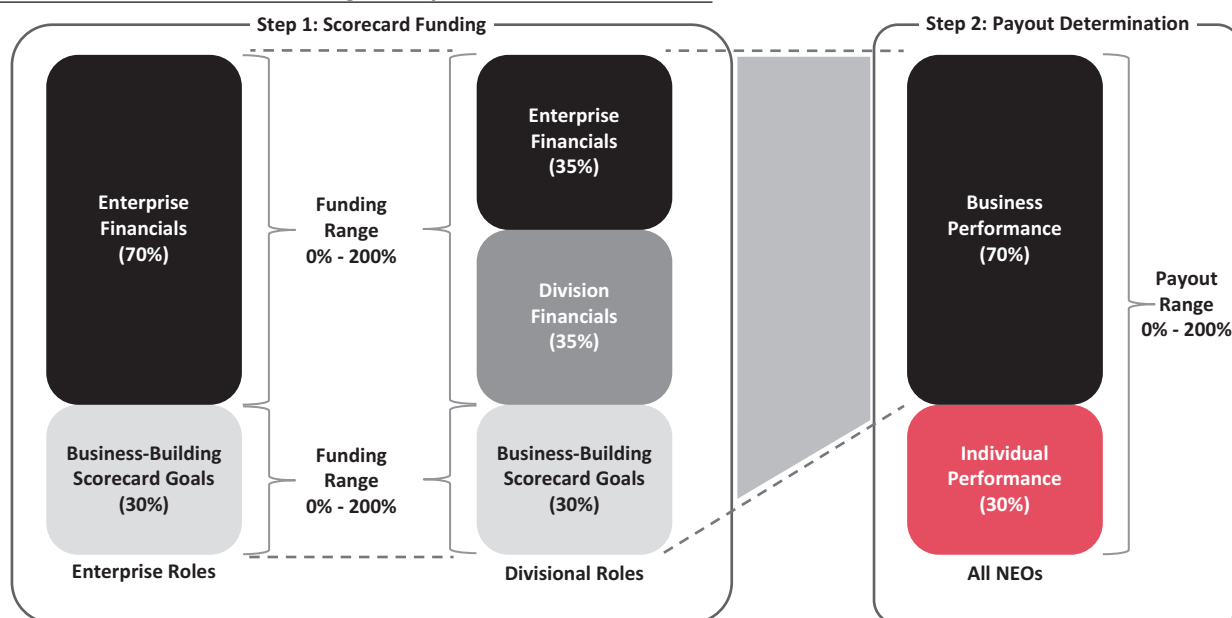 Step 1: Scorecard Funding
Enterprise
Financials
(70%)
Business-Building
Scorecard Goals
(30%)
Enterprise Roles
Funding
Range
0% - 200%
Funding
Range
0% - 200%
Enterprise
Financials
(35%)
Division
Financials
(35%)
Business-Building
Scorecard Goals
(30%)
Divisional Roles
Step 2: Payout Determination
Business
Performance
(70%)
Individual
Performance
(30%)
All NEOs
Payout
Range
0% - 200%